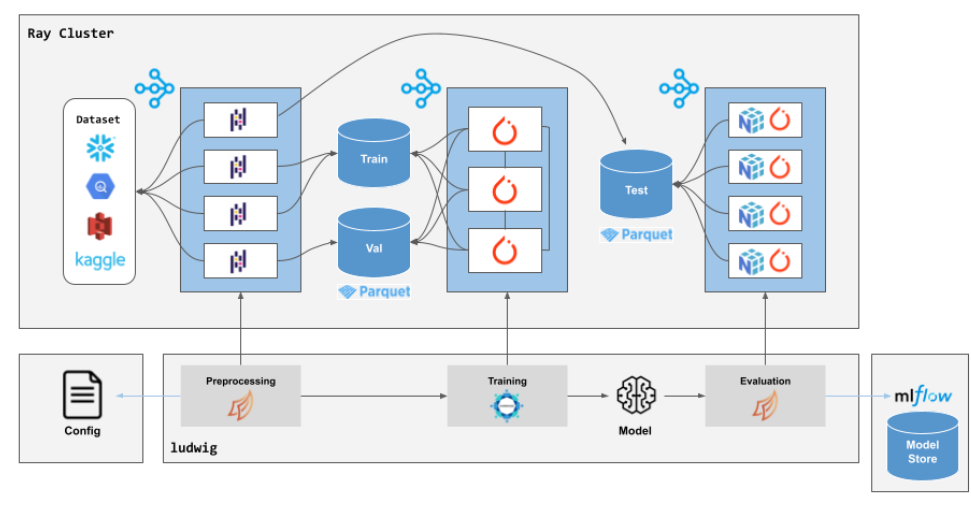 Ray Cluster
Dataset
kaggle
Train
Val
Parquet
Test
Parquet
Preprocessing
Training
Evaluation
Config
Model
ludwig
mlflow
Model
Store